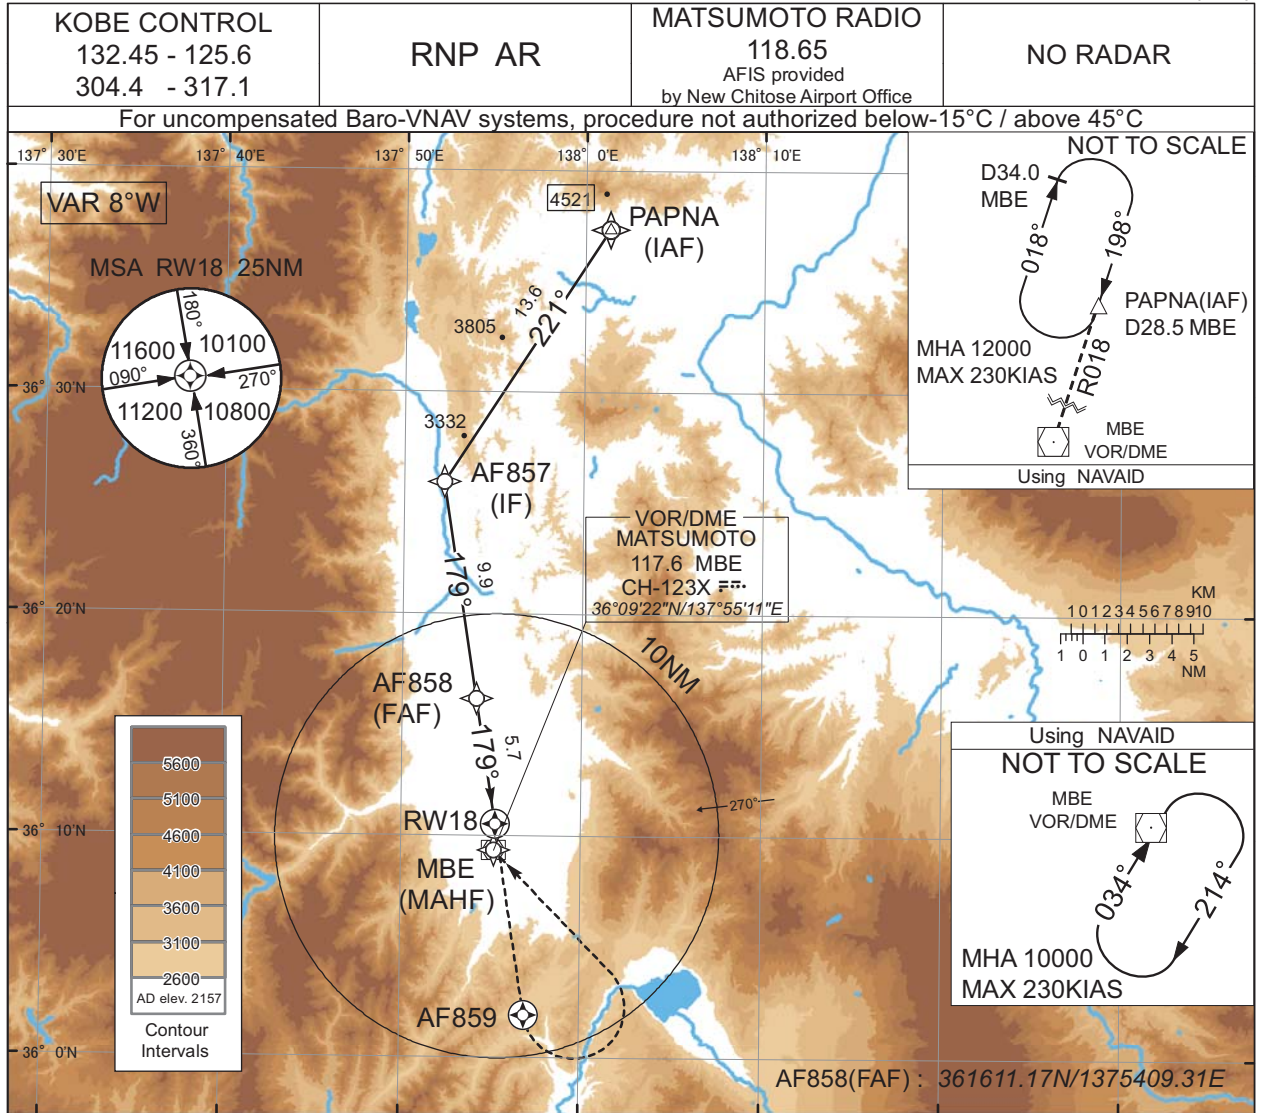 KOBE CONTROL
132.45 - 125.6
304.4 - 317.1
RNP AR
MATSUMOTO RADIO
118.65
AFIS provided
by New Chitose Airport Office
NO RADAR
For uncompensated Baro-VNAV systems, procedure not authorized below-15°C / above 45°C
137° 30'E
137° 40'E
137° 50'E
138° 0'E
138° 10'E
VAR 8°W
MSA RW18 25NM
180°
11600
10100
090°
270°
11200
10800
360°
4521
PAPNA
(IAF)
13.6
221°
3805
3332
36° 30'N
AF857
(IF)
179°
9.9
VOR/DME
MATSUMOTO
117.6 MBE
CH-123X
36°09'22"N/137°55'11"E
36° 20'N
10NM
AF858
(FAF)
179°
5.7
270°
RW18
36° 10'N
MBE
(MAHF)
AF859
36° 0'N
NOT TO SCALE
D34.0
MBE
018°
198°
PAPNA(IAF)
D28.5 MBE
MHA 12000
MAX 230KIAS
R018
MBE
VOR/DME
Using NAVAID
KM
1 0 1 2 3 4 5 6 7 8 9 10
1 0 1 2 3 4 5
NM
Using NAVAID
NOT TO SCALE
MBE
VOR/DME
034°
214°
MHA 10000
MAX 230KIAS
5600
5100
4600
4100
3600
3100
2600
AD elev. 2157
Contour
Intervals
AF858(FAF) : 361611.17N/1375409.31E